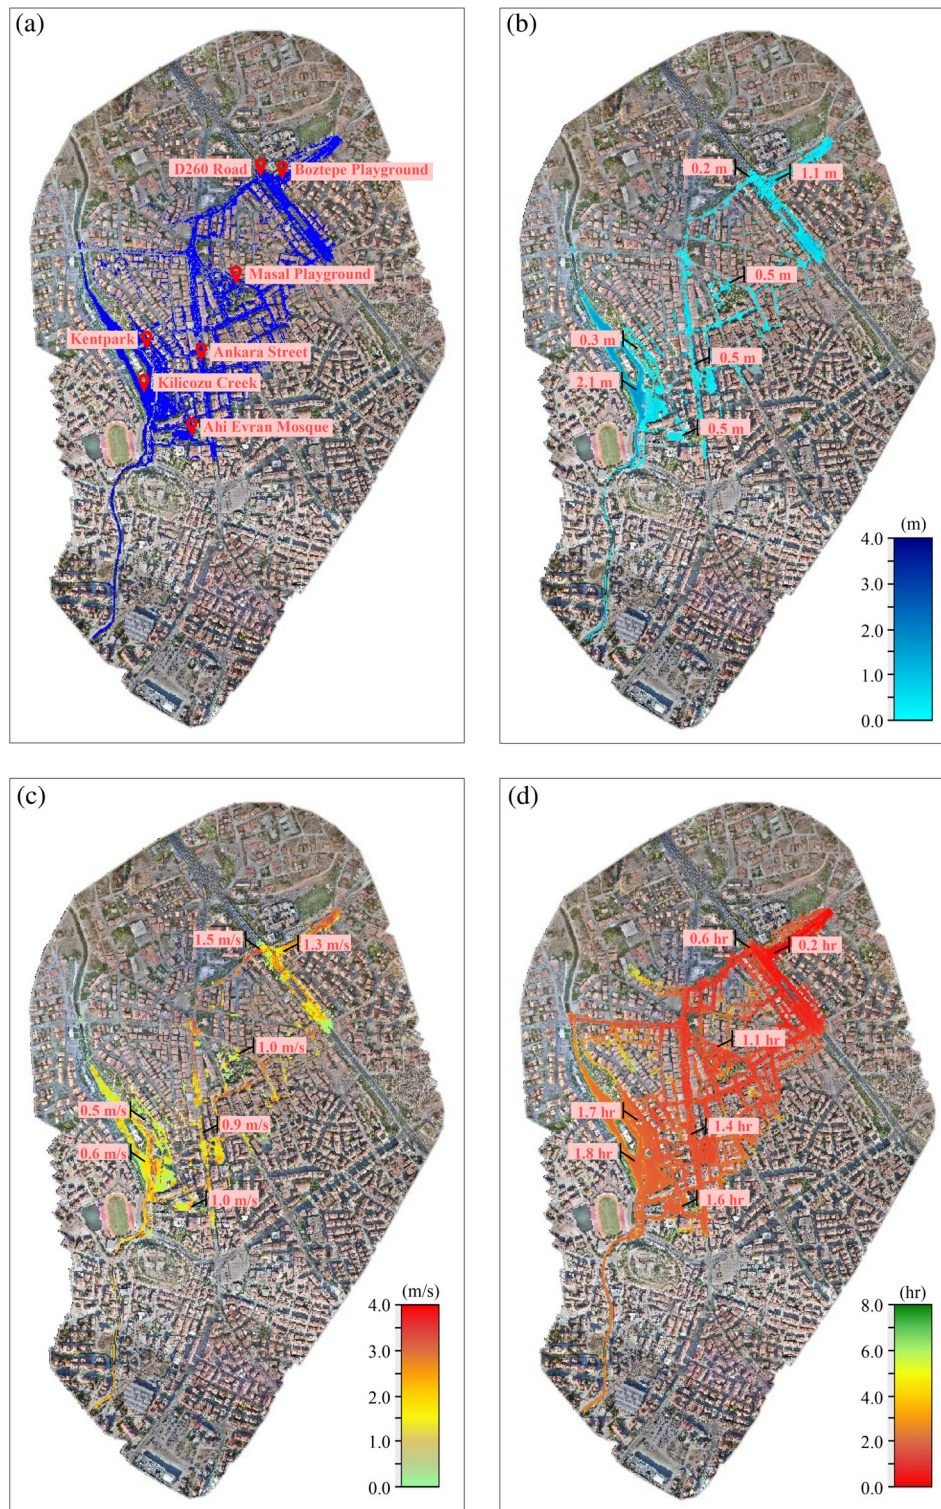 (a)
D260 Road
Boztepe Playground
Masal Playground
Kentpark
Ankara Street
Kilicozu Creek
Ahi Evran Mosque
(b)
0.2 m
1.1 m
0.5 m
0.3 m
0.5 m
2.1 m
0.5 m
(m)
4.0
3.0
2.0
1.0
0.0
(c)
1.5 m/s
1.3 m/s
1.0 m/s
0.5 m/s
0.9 m/s
0.6 m/s
1.0 m/s
(m/s)
4.0
3.0
2.0
1.0
0.0
(d)
0.6 hr
0.2 hr
1.1 hr
1.7 hr
1.4 hr
1.8 hr
1.6 hr
(hr)
8.0
6.0
4.0
2.0
0.0